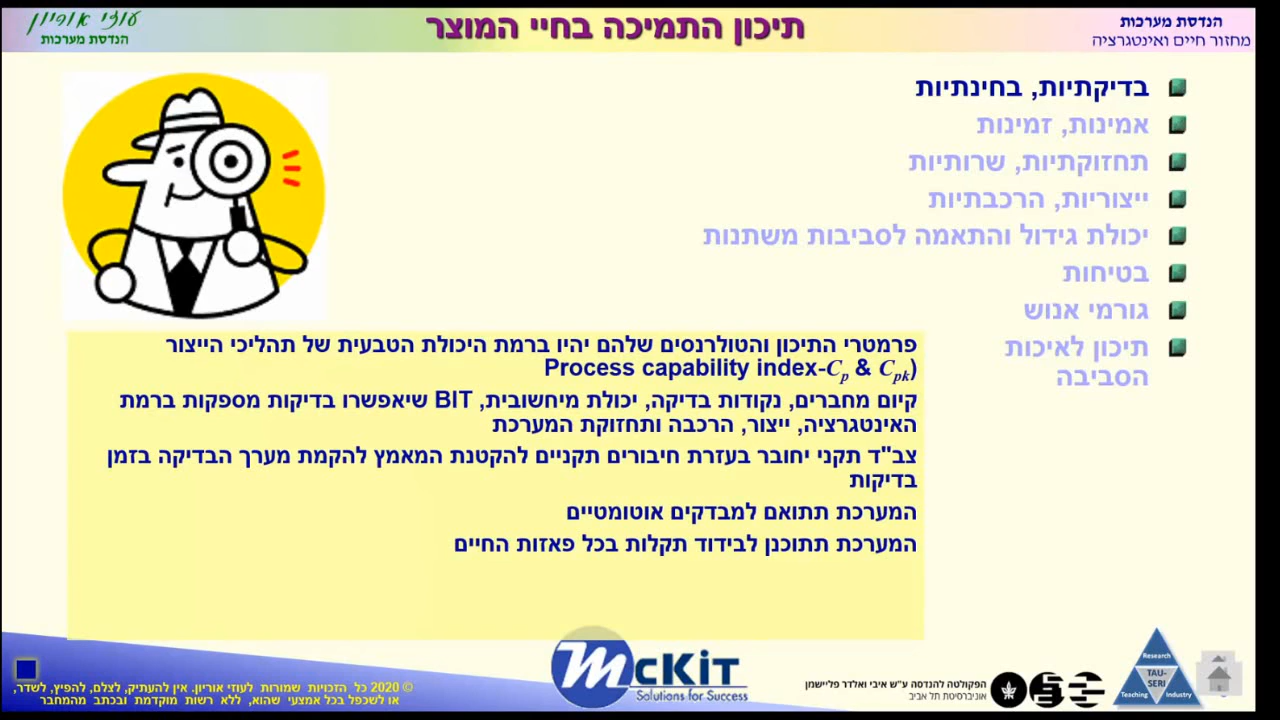 הנדסת מערכות
מחזור חיים ואינטגרציה
תיכון התמיכה בחיי המוצר
עוזי אוריון
הנדסת מערכות
בדיקתיות, בחינתיות
אמינות, זמינות
תחזוקתיות, שרותיות
ייצוריות, הרכבתיות
יכולת גידול והתאמה לסביבות משתנות
בטיחות
גורמי אנוש
תיכון לאיכות
הסביבה
פרמטרי התיכון והטולרנסים שלהם יהיו ברמת היכולת הטבעית של תהליכי הייצור
Process capability index-Cp & Cpk)
קיום מחברים, נקודות בדיקה, יכולת מיחשובית, BIT שיאפשרו בדיקות מספקות ברמת
האינטגרציה, ייצור, הרכבה ותחזוקת המערכת
צב"ד תקני יחובר בעזרת חיבורים תקניים להקטנת המאמץ להקמת מערך הבדיקה בזמן
בדיקות
המערכת תתואם למבדקים אוטומטיים
המערכת תתוכנן לבידוד תקלות בכל פאזות החיים
© 2020 כל הזכויות שמורות לעוזי אוריון. אין להעתיק, לצלם, להפיץ, לשדר,
או לשכפל בכל אמצעי שהוא, ללא רשות מוקדמת ובכתב מהמחבר
McKit
Solutions for Success
הפקולטה להנדסה ע"ש איבי ואלדר פליישמן
אוניברסיטת תל אביב
Research
TAU-
SERI
Teaching
Industry